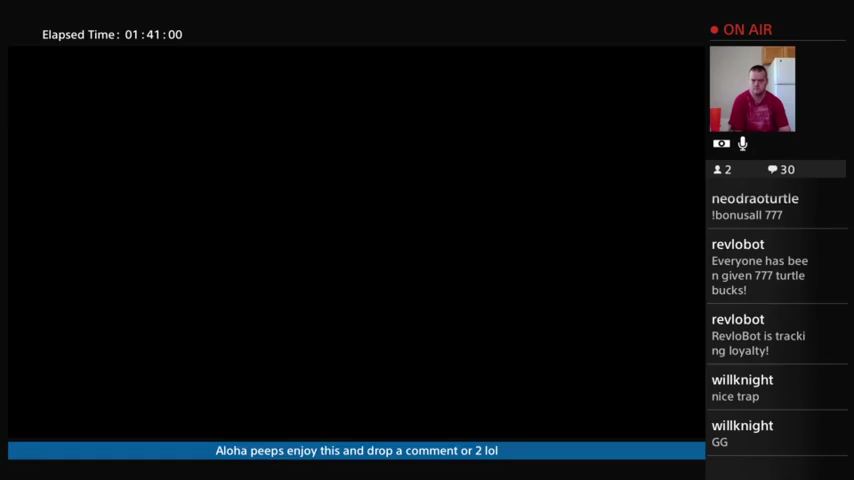 Elapsed Time: 01:41:00
ON AIR
2
30
neodraoturtle
!bonusall 777
revlobot
Everyone has bee
n given 777 turtle
bucks!
revlobot
RevloBot is tracki
ng loyalty!
willknight
nice trap
willknight
GG
Aloha peeps enjoy this and drop a comment or 2 lol